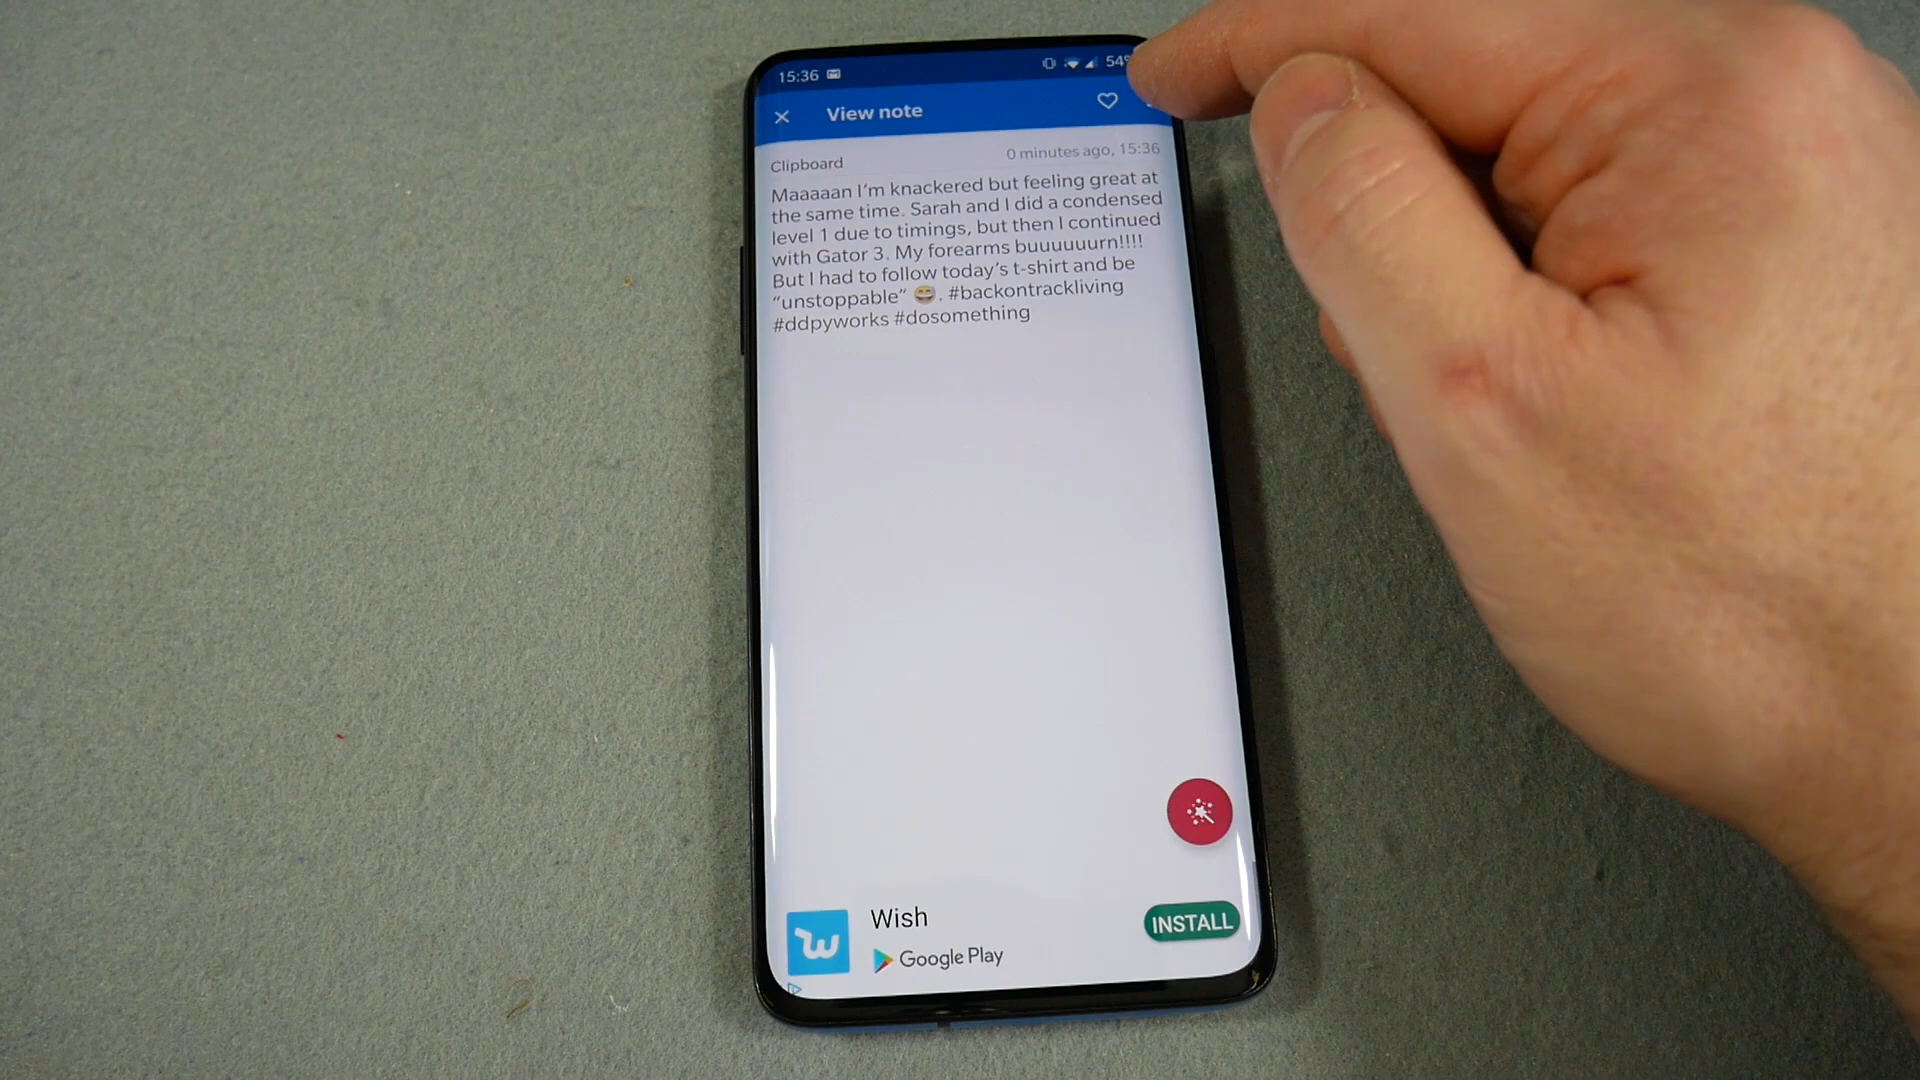 15:36
54%
View note
Clipboard
0 minutes ago, 15:36
Maaaaan I'm knackered but feeling great at
the same time. Sarah and I did a condensed
level 1 due to timings, but then I continued
with Gator 3. My forearms buuuuuurn!!!!
But I had to follow today's t-shirt and be
“unstoppable” 😅. #backontrackliving
#ddpyworks #dosomething
Wish
INSTALL
Google Play